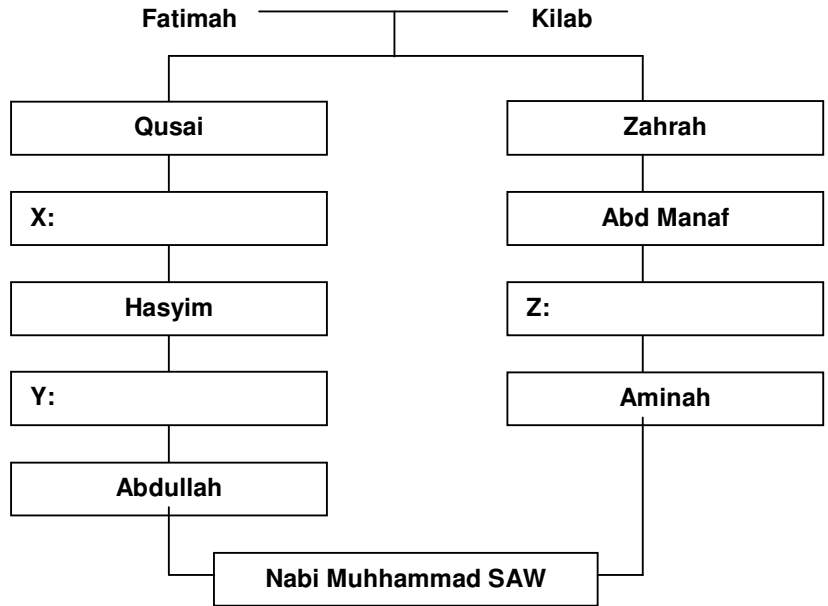 Fatimah
Kilab
Qusai
Zahrah
X:
Abd Manaf
Hasyim
Z:
Y:
Aminah
Abdullah
Nabi Muhhammad SAW